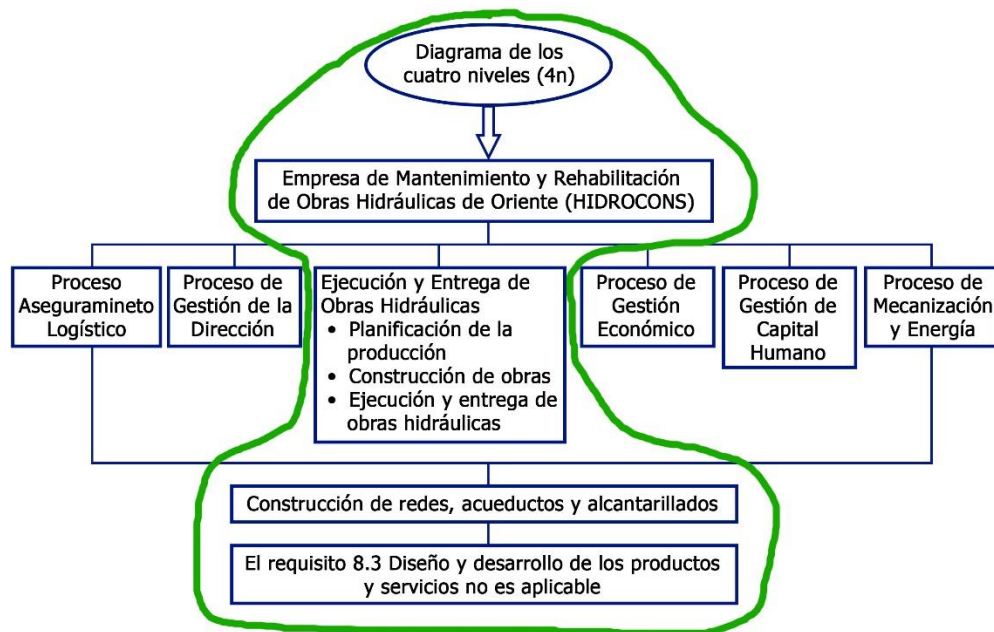 Diagrama de los
cuatro niveles (4n)
Empresa de Mantenimiento y Rehabilitación
de Obras Hidráulicas de Oriente (HIDROCONS)
Proceso
Aseguramineto
Logístico
Proceso de
Gestión de la
Dirección
Ejecución y Entrega de
Obras Hidráulicas
• Planificación de la
producción
• Construcción de obras
• Ejecución y entrega de
obras hidráulicas
Proceso de
Gestión
Económico
Proceso de
Gestión de
Capital
Humano
Proceso de
Mecanización
y Energía
Construcción de redes, acueductos y alcantarillados
El requisito 8.3 Diseño y desarrollo de los productos
y servicios no es aplicable